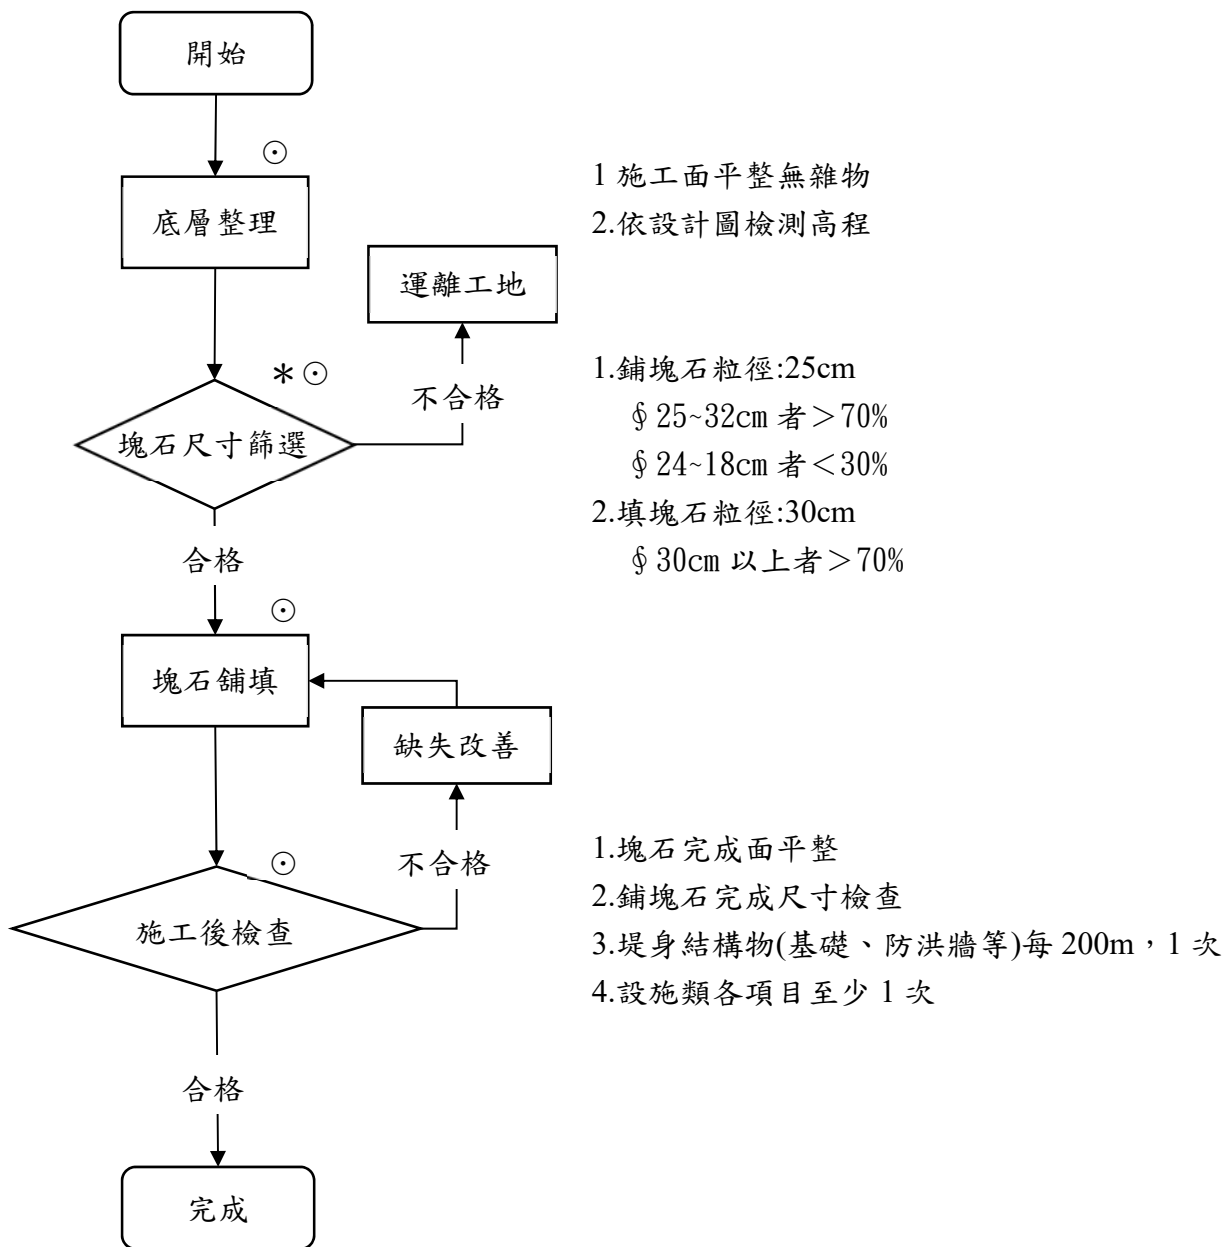 開始
⊙
底層整理
1 施工面平整無雜物
2.依設計圖檢測高程
運離工地
＊⊙
不合格
塊石尺寸篩選
1.鋪塊石粒徑:25cm
∮25~32cm 者＞70%
∮24~18cm 者＜30%
2.填塊石粒徑:30cm
∮30cm 以上者＞70%
合格
⊙
塊石舖填
缺失改善
不合格
⊙
施工後檢查
1.塊石完成面平整
2.鋪塊石完成尺寸檢查
3.堤身結構物(基礎、防洪牆等)每 200m，1 次
4.設施類各項目至少 1 次
合格
完成